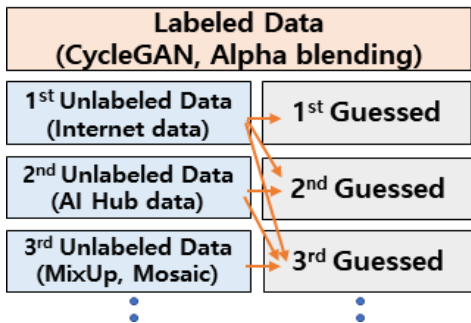 Labeled Data
(CycleGAN, Alpha blending)
1st Unlabeled Data
(Internet data)
1st Guessed
2nd Unlabeled Data
(AI Hub data)
2nd Guessed
3rd Unlabeled Data
(MixUp, Mosaic)
3rd Guessed